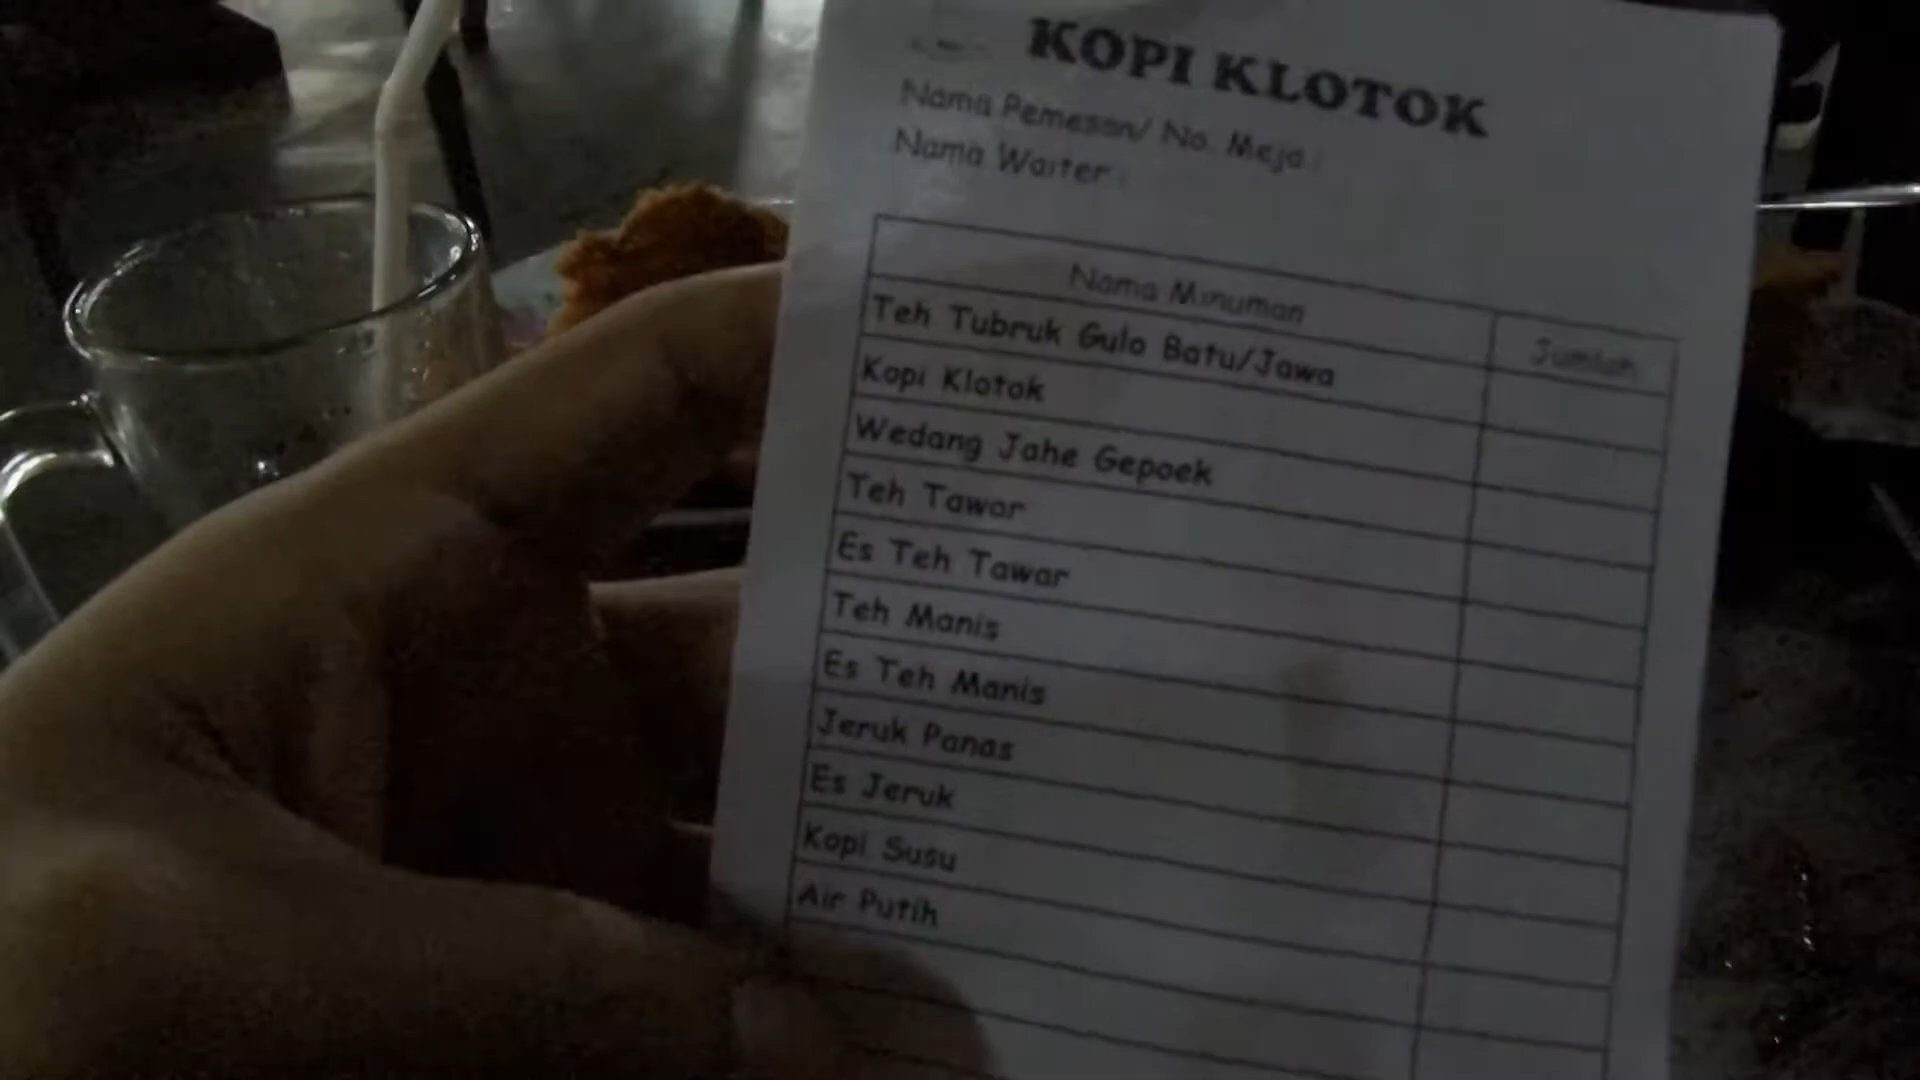 KOPI KLOTOK
Nama Pemesan/ No. Meja :
Nama Waiter :
Nama Minuman
Jumlah
Teh Tubruk Gulo Batu/Jawa
Kopi Klotok
Wedang Jahe Gepoek
Teh Tawar
Es Teh Tawar
Teh Manis
Es Teh Manis
Jeruk Panas
Es Jeruk
Kopi Susu
Air Putih